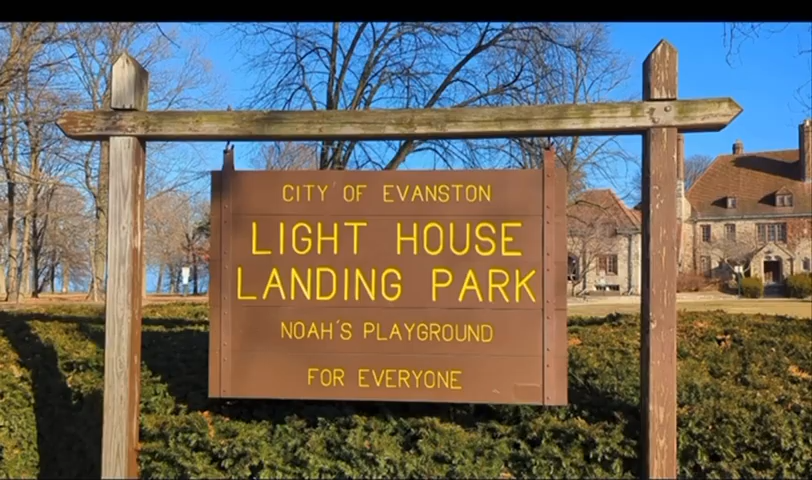 CITY OF EVANSTON
LIGHT HOUSE
LANDING PARK
NOAH'S PLAYGROUND
FOR EVERYONE